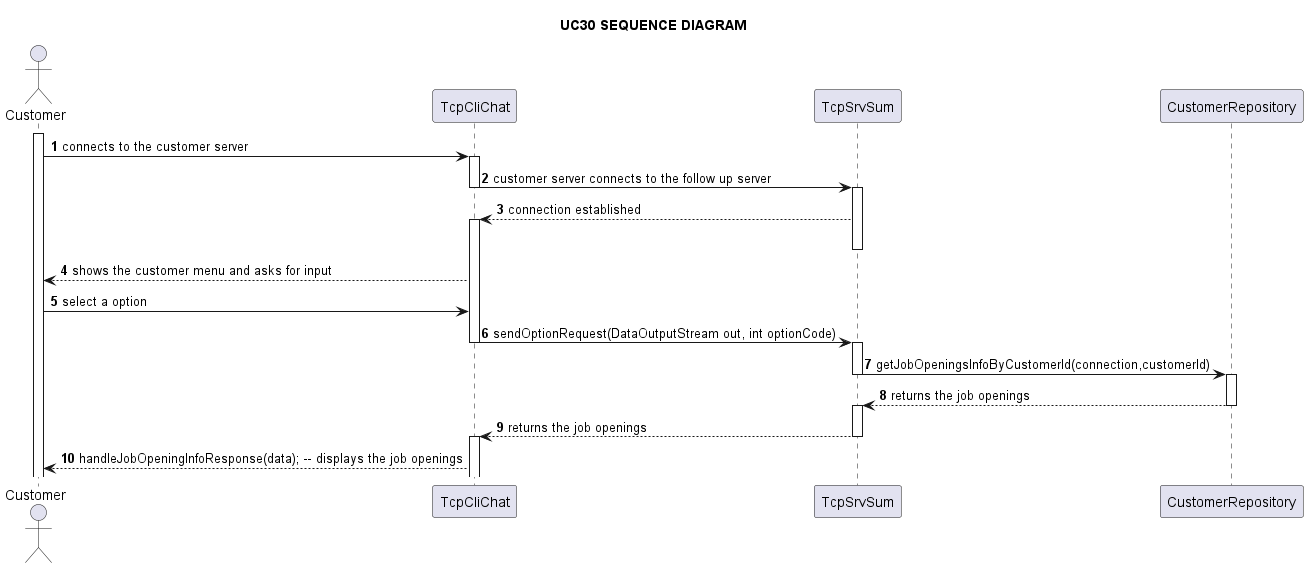 UC30 SEQUENCE DIAGRAM
Customer
TcpCliChat
TcpSrvSum
CustomerRepository
1 connects to the customer server
2 customer server connects to the follow up server
3 connection established
4 shows the customer menu and asks for input
5 select a option
6 sendOptionRequest(DataOutputStream out, int optionCode)
7 getJobOpeningsInfoByCustomerId(connection,customerId)
8 returns the job openings
9 returns the job openings
10 handleJobOpeningInfoResponse(data); -- displays the job openings
Customer
TcpCliChat
TcpSrvSum
CustomerRepository